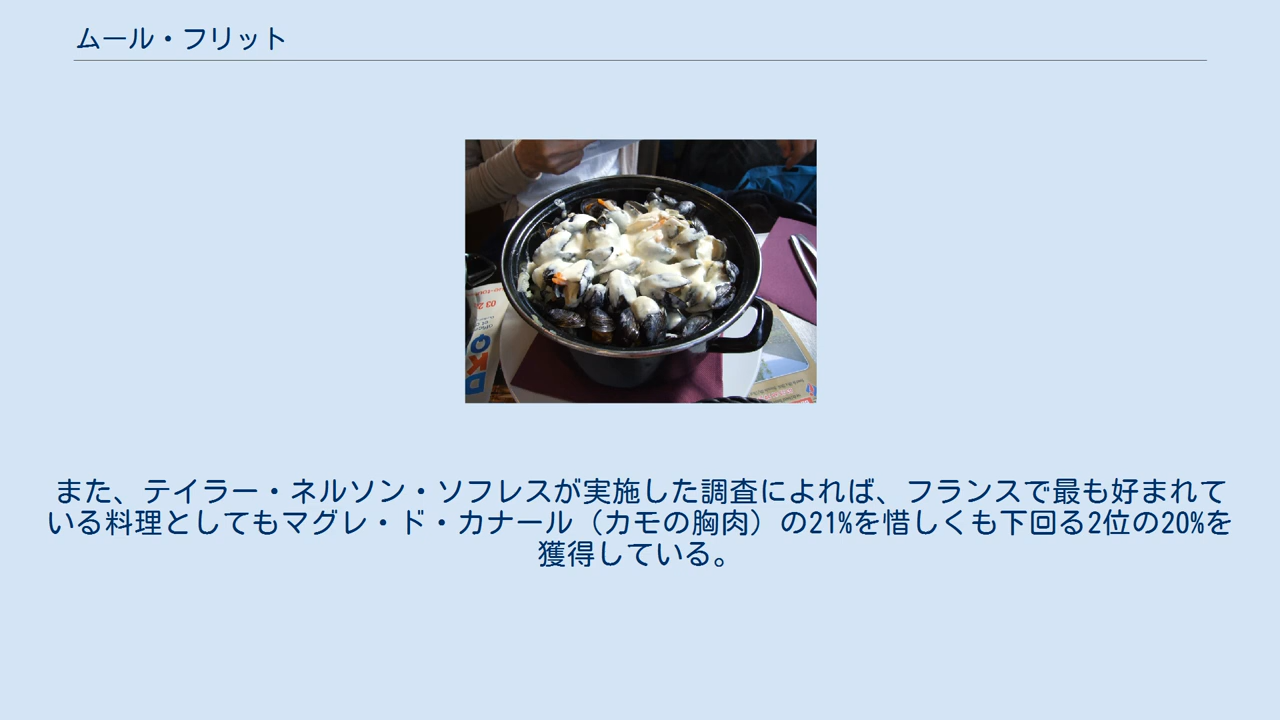 ムール・フリット
また、テイラー・ネルソン・ソフレスが実施した調査によれば、フランスで最も好まれて
いる料理としてもマグレ・ド・カナール（カモの胸肉）の21%を惜しくも下回る2位の20%を
獲得している。